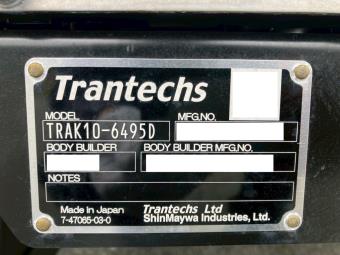 Trantechs
MODEL MFG.NO.
TRAK10-6495D
BODY BUILDER BODY BUILDER MFG.NO.
NOTES
Made in Japan Trantechs Ltd
7-47065-03-0 ShinMaywa Industries, Ltd.